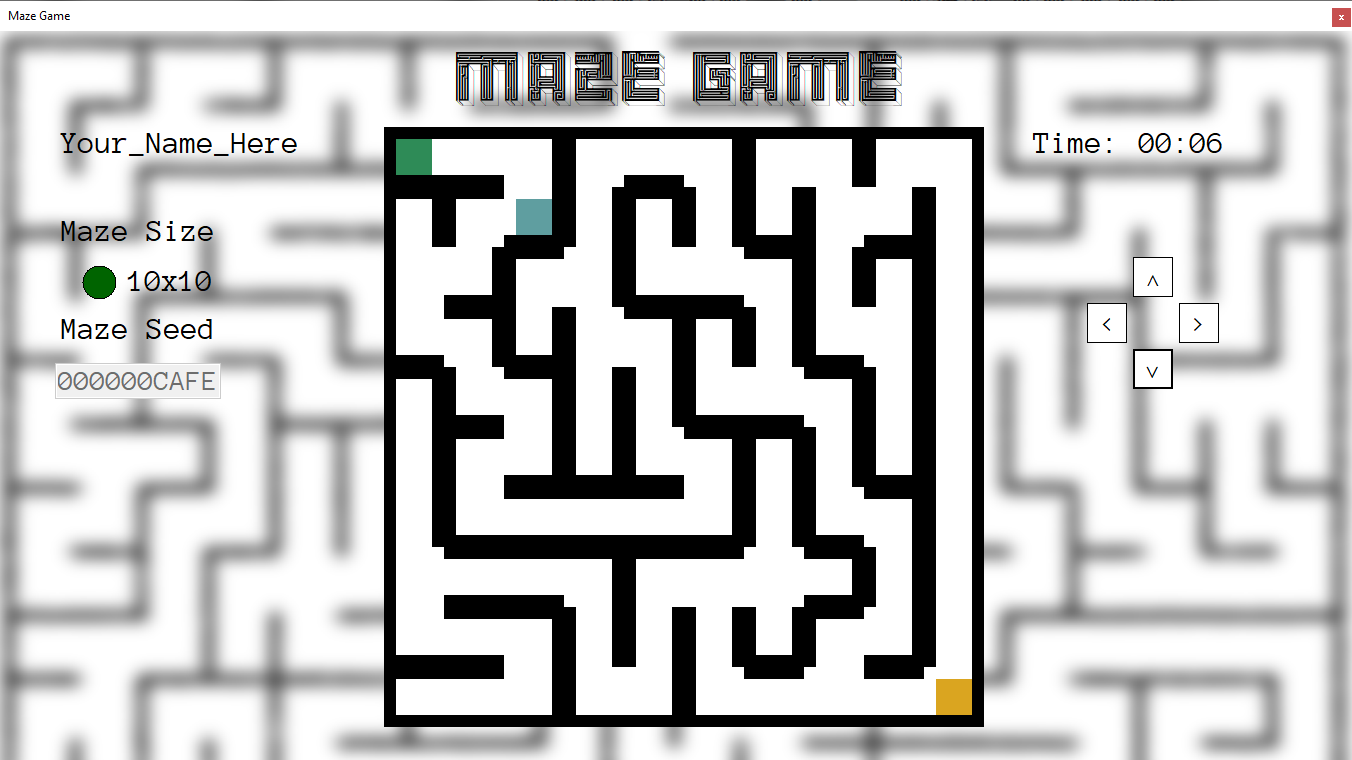 Maze Game
x
MAZE GAME
Your_Name_Here
Time: 00:06
Maze Size
10x10
^
Maze Seed
< >
000000CAFE
v